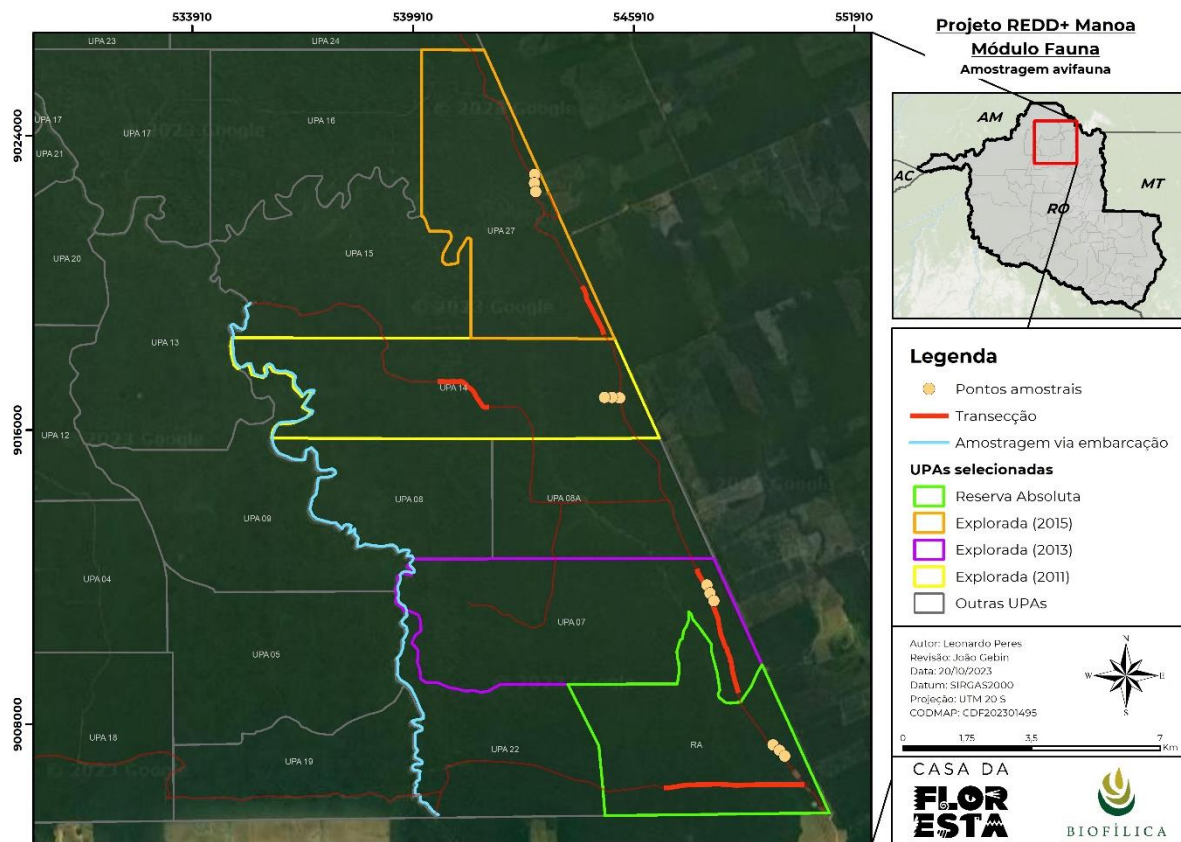 533910 539910 545910 551910
Projeto REDD+ Manoa
Módulo Fauna
Amostragem avifauna
UPA 23 UPA 24
UPA 17 UPA 17 UPA 16
UPA 21
9024000
UPA 27
UPA 15
UPA 20
UPA 13
UPA 14
UPA 12
9016000
UPA 08 UPA 08A
UPA 09
UPA 04
UPA 07
UPA 05
9008000
UPA 18 UPA 22 RA
UPA 19
© 2023 Google
AM
AC
MT
RO
Legenda
Pontos amostrais
Transecção
Amostragem via embarcação
UPAs selecionadas
Reserva Absoluta
Explorada (2015)
Explorada (2013)
Explorada (2011)
Outras UPAs
Autor: Leonardo Peres
Revisão: João Gebin
Data: 20/10/2023
Datum: SIRGAS2000
Projeção: UTM 20 S
CODMAP: CDF202301495
N
W E
S
0 1,75 3,5 7
Km
CASA DA
FLOR
ESTA
BIOFÍLICA